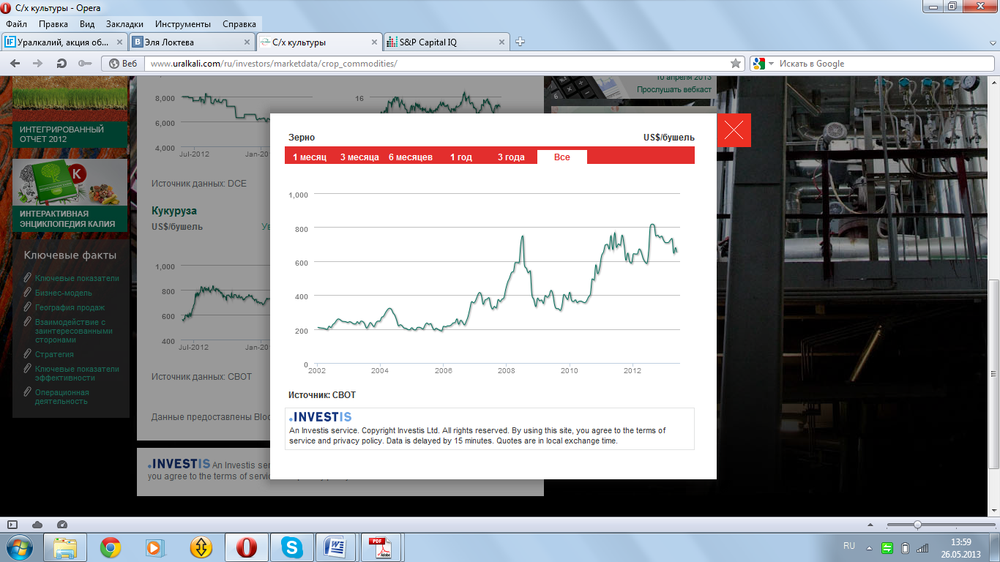 С/х культуры - Opera
Файл Правка Вид Закладки Инструменты Справка
Уралкалий, акция об...
Эля Локтева
С/х культуры
S&P Capital IQ
Веб
www.uralkali.com/ru/investors/marketdata/crop_commodities/
Искать в Google
ИНТЕГРИРОВАННЫЙ
ОТЧЕТ 2012
К
ИНТЕРАКТИВНАЯ
ЭНЦИКЛОПЕДИЯ КАЛИЯ
Ключевые факты
Ключевые показатели
Бизнес-модель
География продаж
Взаимодействие с
заинтересованными
сторонами
Стратегия
Ключевые показатели
эффективности
Операционная
деятельность
8,000
6,000
4,000
Jul-2012 Jan-20
16
Источник данных: DCE
Кукуруза
US$/бушель
1,000
800
600
400
Jul-2012 Jan-20
Источник данных: CBOT
Данные предоставлены Bloo
.INVESTIS An Investis ser
you agree to the terms of servic
10 апреля 2013
Прослушать вебкаст
Зерно US$/бушель
1 месяц 3 месяца 6 месяцев 1 год 3 года Все
1,000
800
600
400
200
0
2002 2004 2006 2008 2010 2012
Источник: CBOT
.INVESTIS
An Investis service. Copyright Investis Ltd. All rights reserved. By using this site, you agree to the terms of
service and privacy policy. Data is delayed by 15 minutes. Quotes are in local exchange time.
RU
13:59
26.05.2013